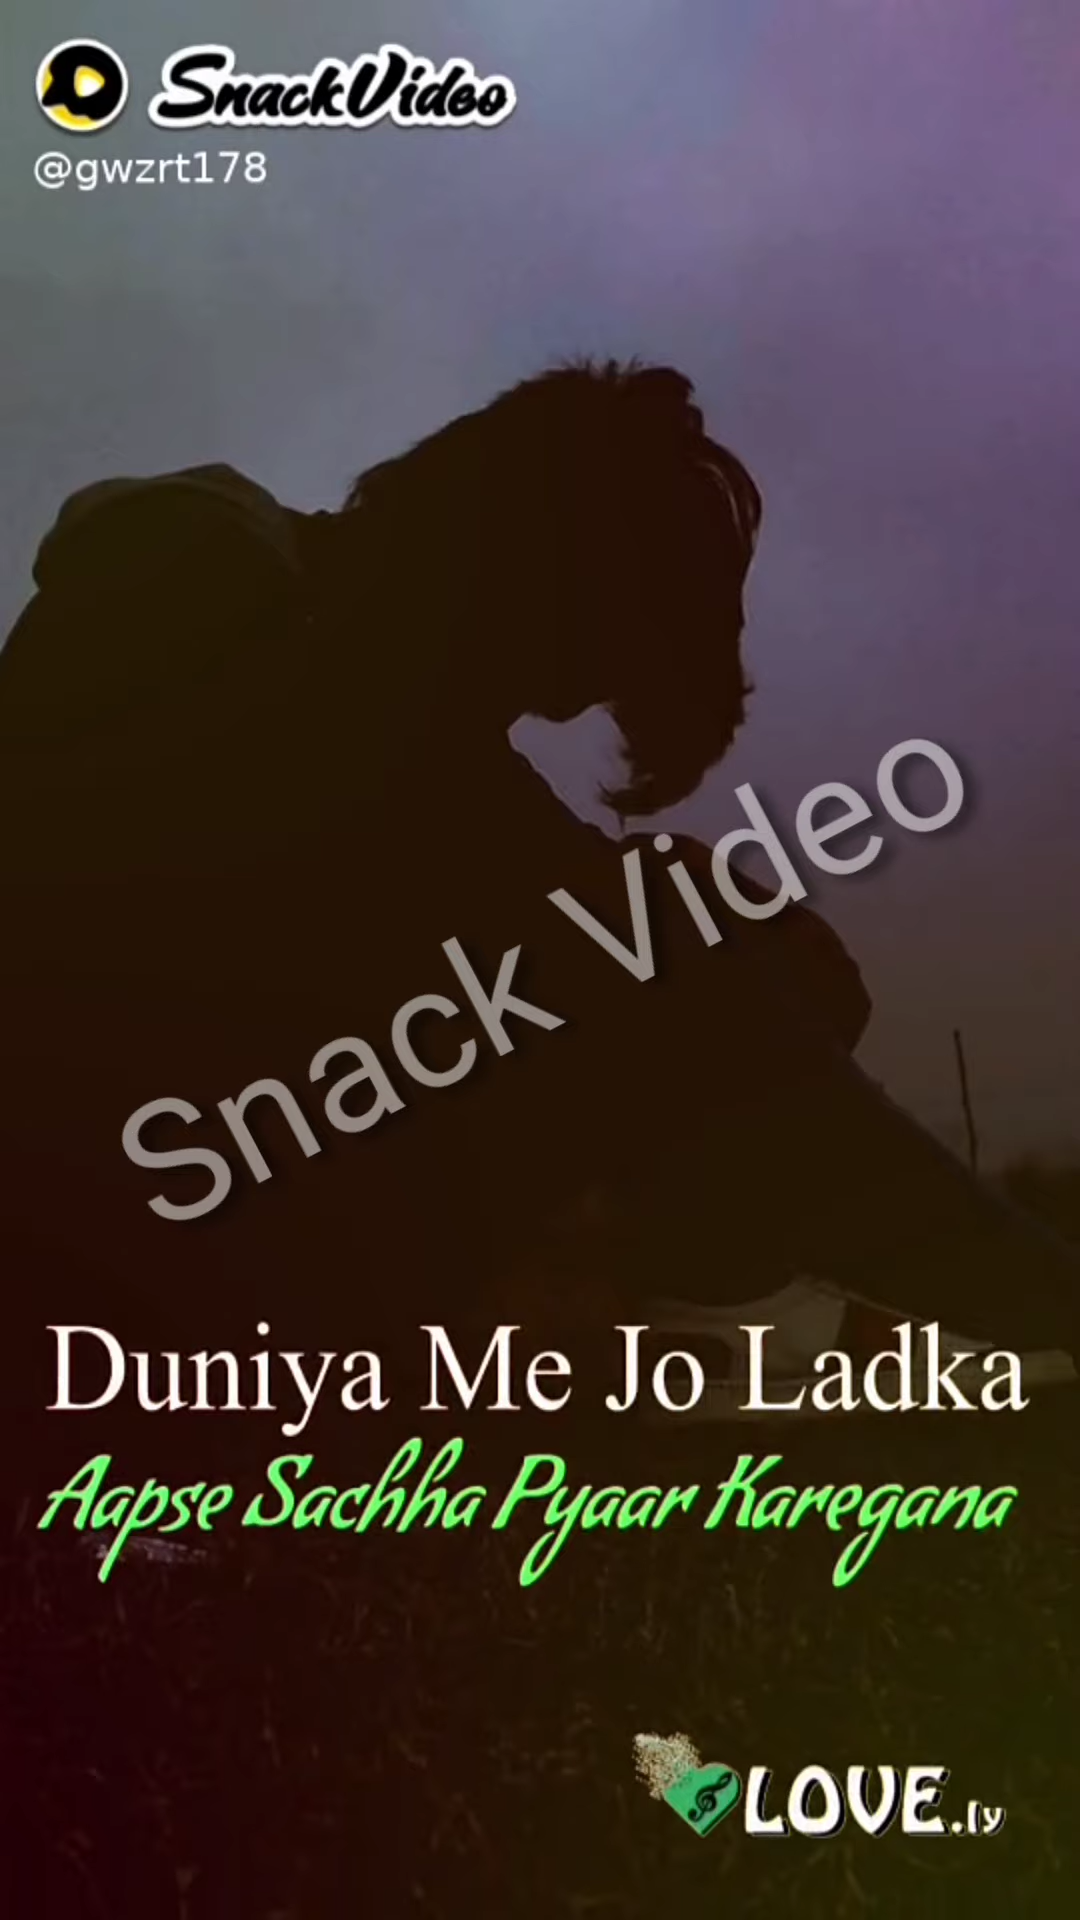 SnackVideo
@gwzrt178
Snack Video
Duniya Me Jo Ladka
Aapse Sachha Pyaar Karegana
LOVE.ly